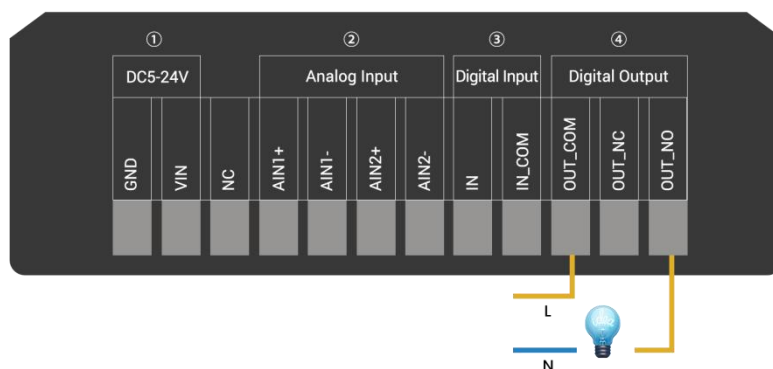 ① ② ③ ④
DC5-24V Analog Input Digital Input Digital Output
GND VIN NC AIN1+ AIN1- AIN2+ AIN2- IN IN_COM OUT_COM OUT_NC OUT_NO
L
N